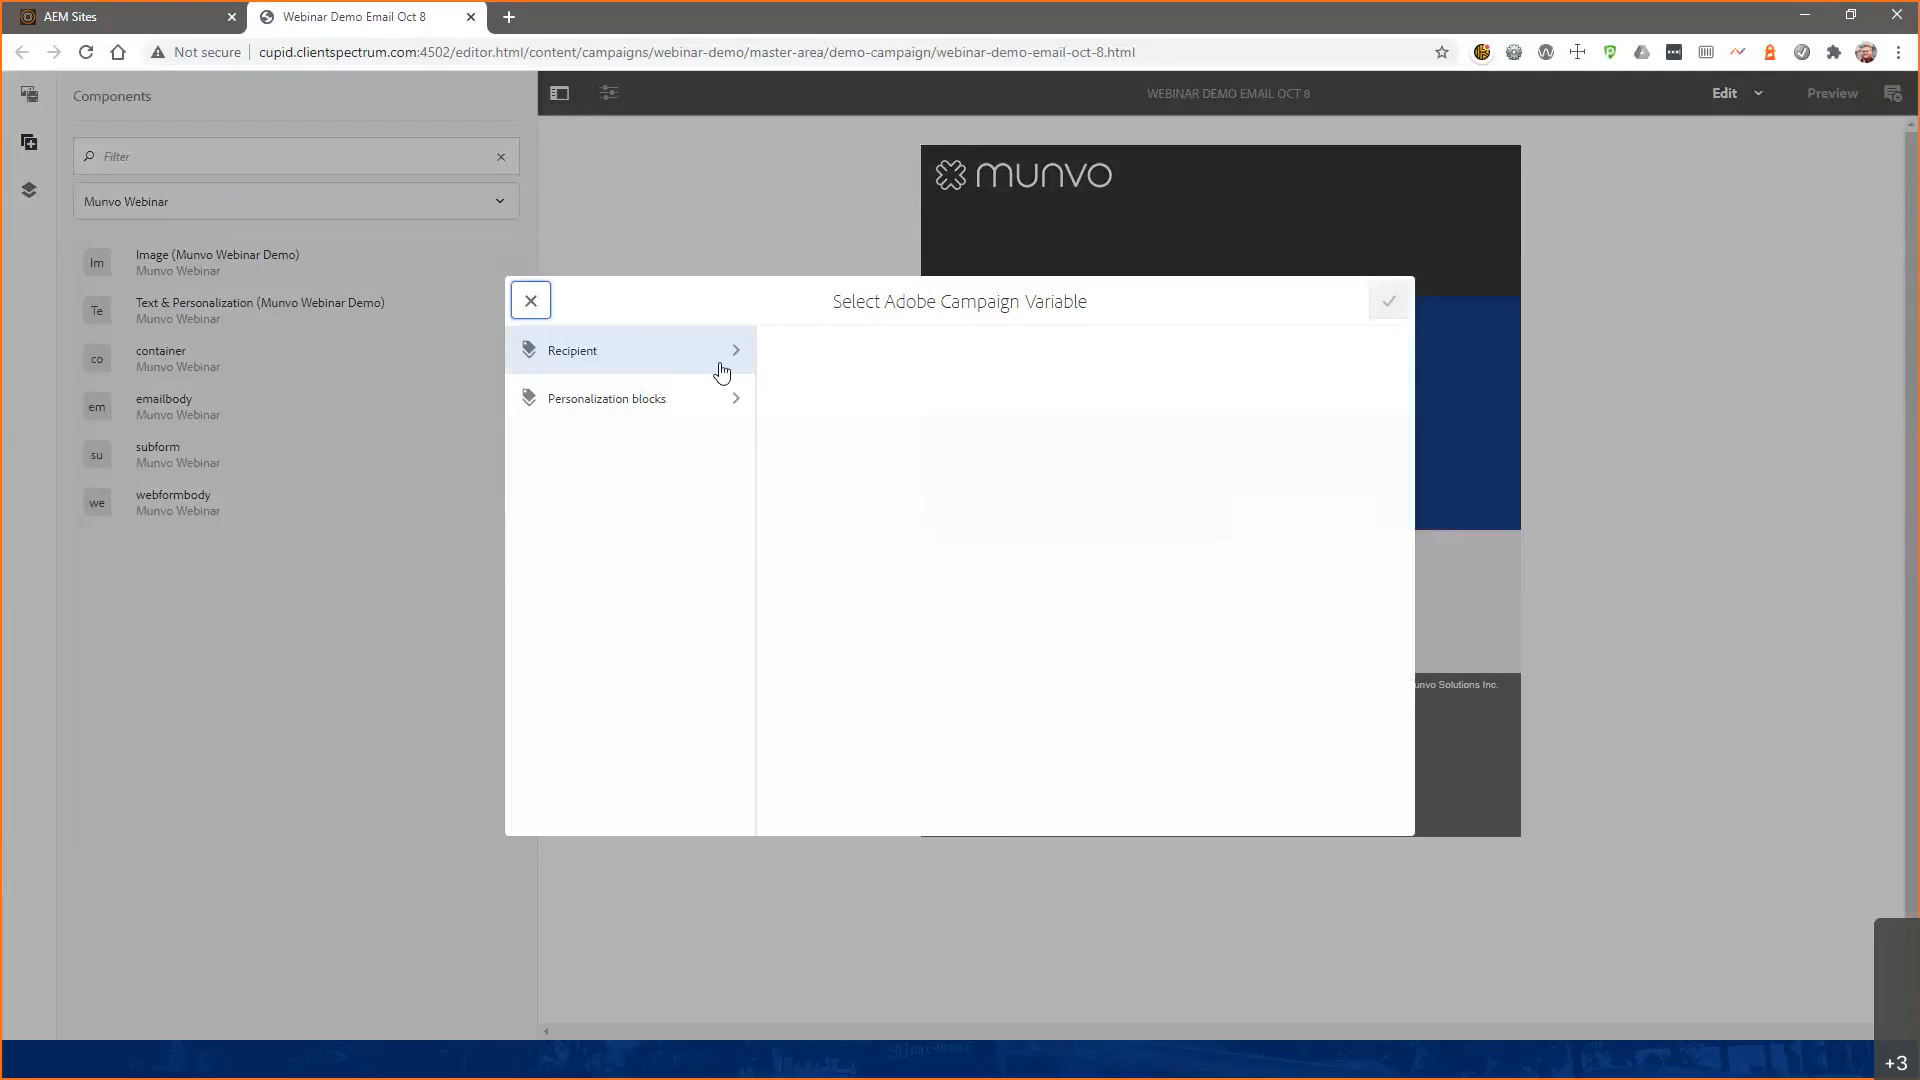 AEM Sites
Webinar Demo Email Oct 8
Not secure
cupid.clientspectrum.com:4502/editor.html/content/campaigns/webinar-demo/master-area/demo-campaign/webinar-demo-email-oct-8.html
Components
WEBINAR DEMO EMAIL OCT 8
Edit
Preview
Filter
Munvo Webinar
Im
Image (Munvo Webinar Demo)
Munvo Webinar
Te
Text & Personalization (Munvo Webinar Demo)
Munvo Webinar
co
container
Munvo Webinar
em
emailbody
Munvo Webinar
su
subform
Munvo Webinar
we
webformbody
Munvo Webinar
munvo
Select Adobe Campaign Variable
Recipient
Personalization blocks
unvo Solutions Inc.
+3